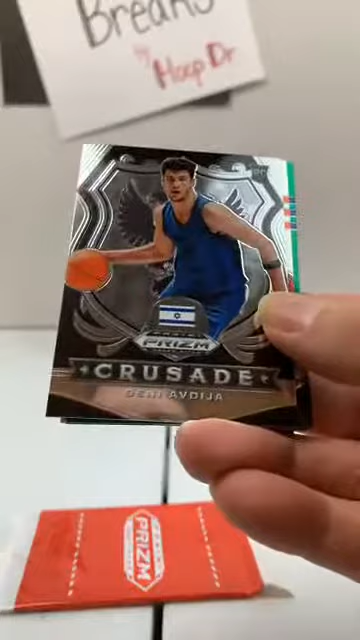 Breaks
by
Hoop Dr
PRIZM
CRUSADE
DENI AVDIJA
PRIZM